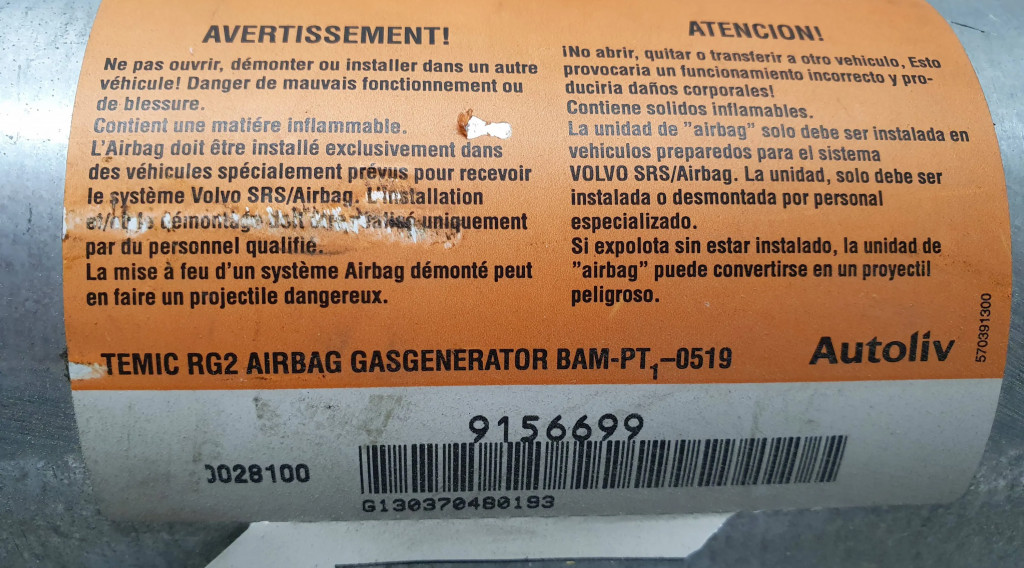 AVERTISSEMENT!
Ne pas ouvrir, démonter ou installer dans un autre
véhicule! Danger de mauvais fonctionnement ou
de blessure.
Contient une matiére inflammable.
L'Airbag doit être installé exclusivement dans
des véhicules spécialement prévus pour recevoir
le système Volvo SRS/Airbag. L'installation
démontage uniquement
par du personnel qualifié.
La mise à feu d'un système Airbag démonté peut
en faire un projectile dangereux.
ATENCION!
¡No abrir, quitar o transferir a otro vehiculo, Esto
provocaria un funcionamiento incorrecto y pro-
duciria daños corporales!
Contiene solidos inflamables.
La unidad de "airbag" solo debe ser instalada en
vehiculos preparedos para el sistema
VOLVO SRS/Airbag. La unidad, solo debe ser
instalada o desmontada por personal
especializado.
Si expolota sin estar instalado, la unidad de
"airbag" puede convertirse en un proyectil
peligroso.
TEMIC RG2 AIRBAG GASGENERATOR BAM-PT1-0519
Autoliv
570391300
9156699
0028100
G130370480193